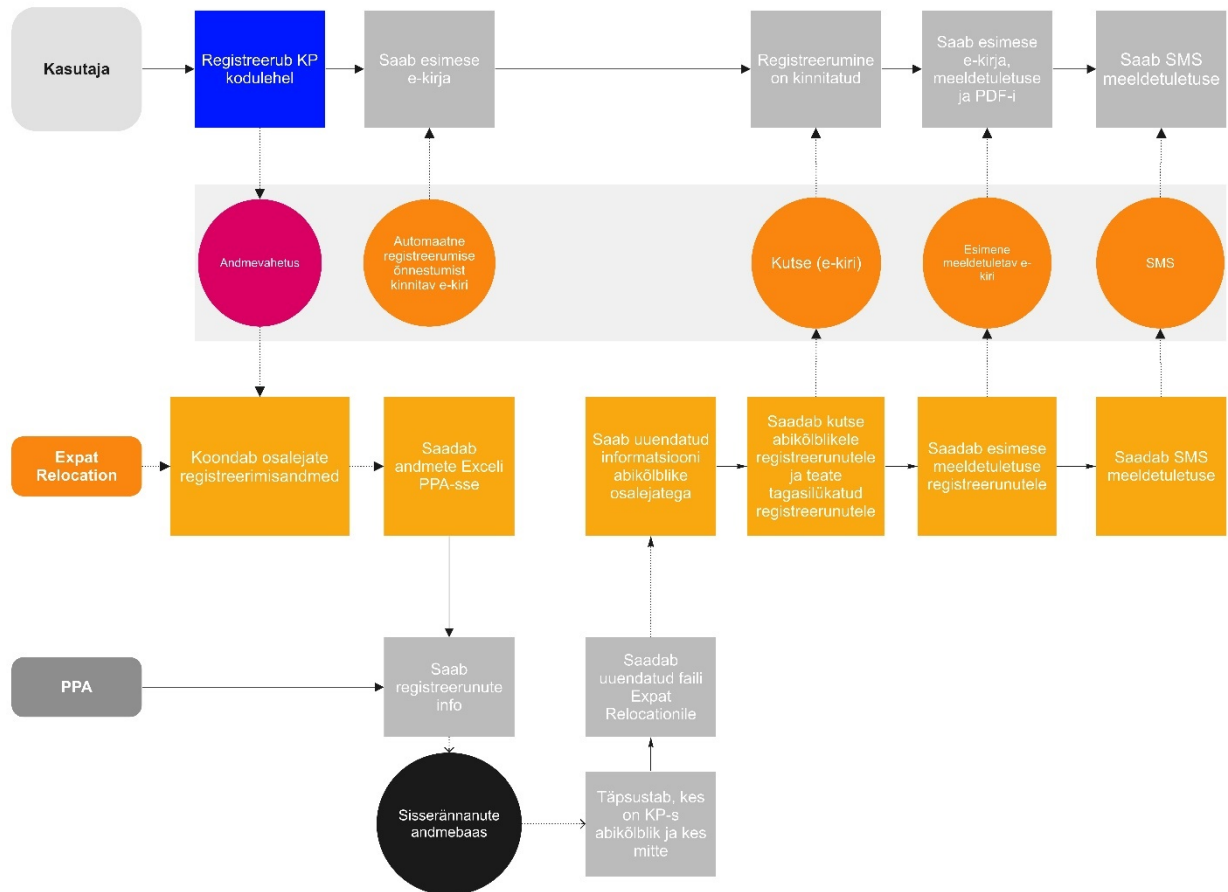 Kasutaja
Registreerub KP
kodulehel
Saab esimese
e-kirja
Registreerumine
on kinnitatud
Saab esimese
e-kirja,
meeldetuletuse
ja PDF-i
Saab SMS
meeldetuletuse
Andmevahetus
Automaatne
registreerumise
õnnestumist
kinnitav e-kiri
Kutse (e-kiri)
Esimene
meeldetuletav e-
kiri
SMS
Expat
Relocation
Koondab osalejate
registreerimisandmed
Saadab
andmete Exceli
PPA-sse
Saab uuendatud
informatsiooni
abikõlblike
osalejatega
Saadab kutse
abikõlblikele
registreerunutele
ja teate
tagasilükatud
registreerunutele
Saadab esimese
meeldetuletuse
registreerunutele
Saadab SMS
meeldetuletuse
PPA
Saab
registreerunute
info
Saadab
uuendatud faili
Expat
Relocationile
Sisserännanute
andmebaas
Täpsustab, kes
on KP-s
abikõlblik ja kes
mitte